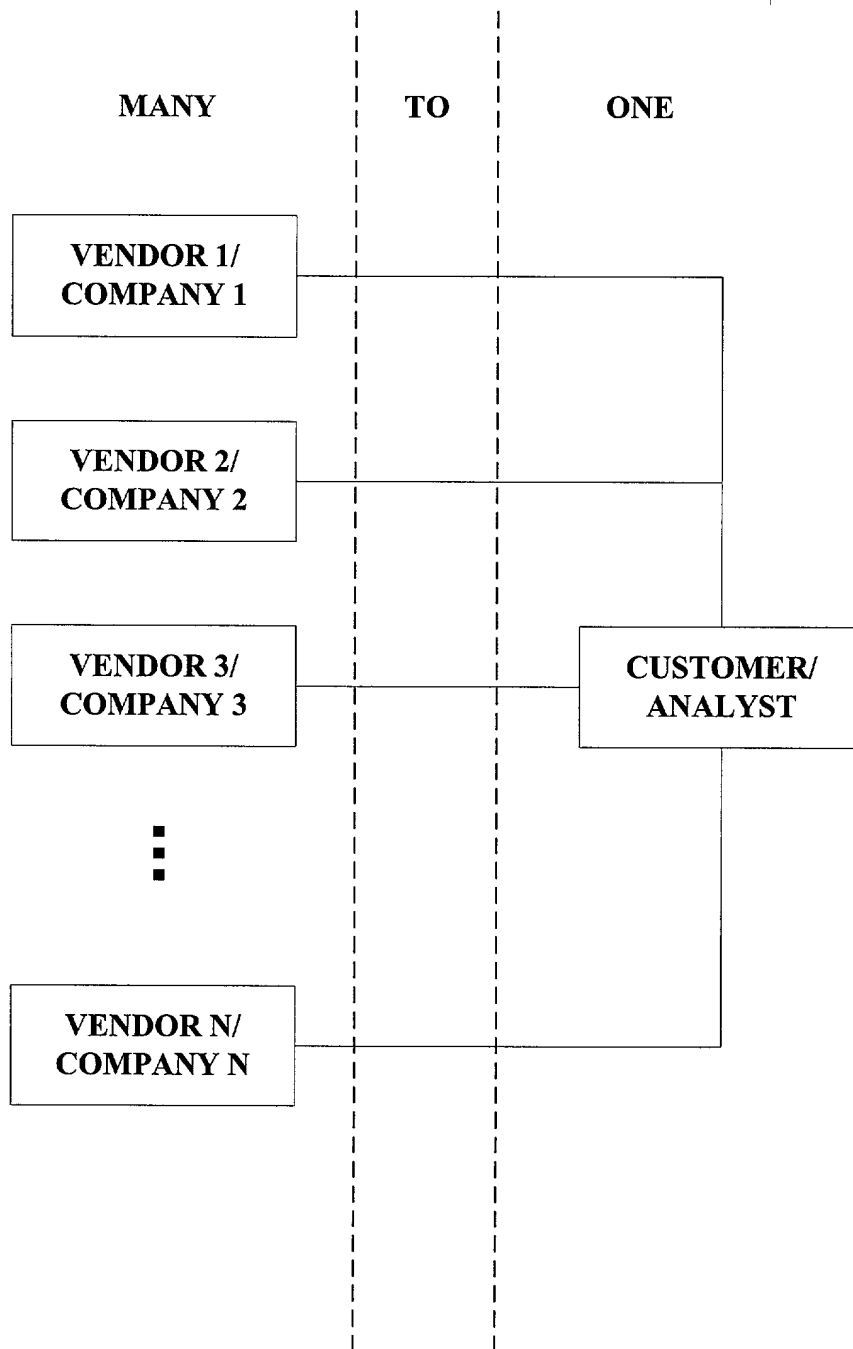 MANY TO ONE
VENDOR 1/
COMPANY 1
VENDOR 2/
COMPANY 2
VENDOR 3/
COMPANY 3
CUSTOMER/
ANALYST
VENDOR N/
COMPANY N